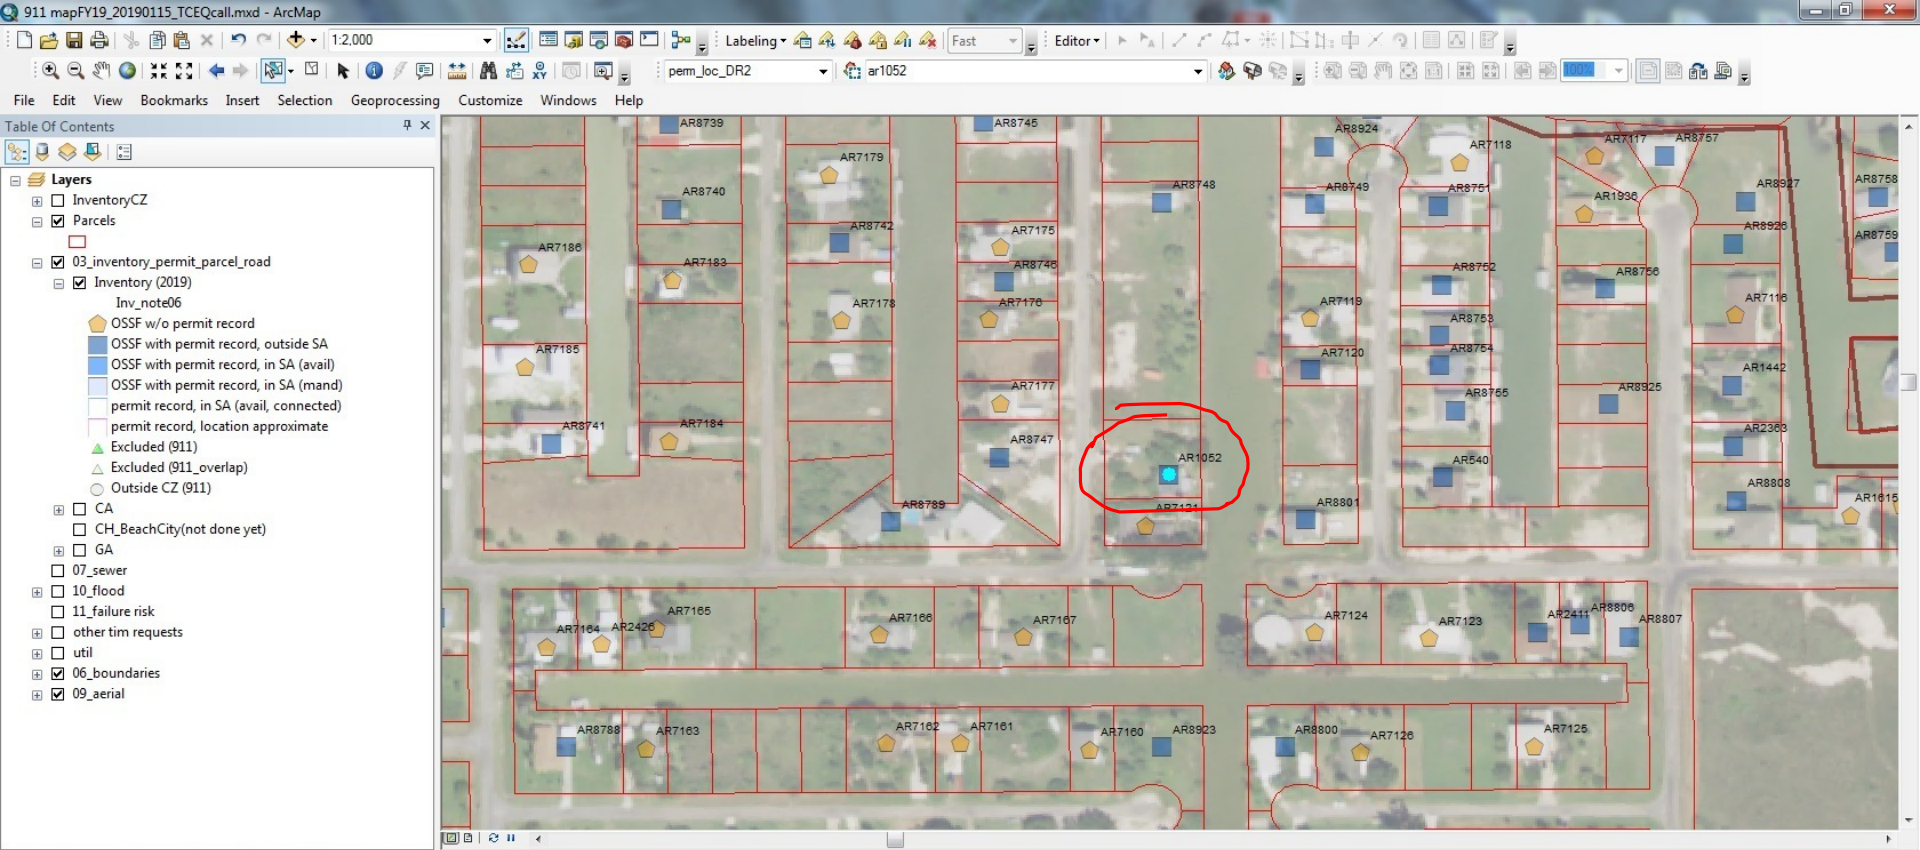 911 mapFY19_20190115_TCEQcall.mxd - ArcMap
1:2,000 Labeling Fast Editor
perm_loc_DR2 ar1052 100%
File Edit View Bookmarks Insert Selection Geoprocessing Customize Windows Help
Table Of Contents
Layers
InventoryCZ
Parcels
03_inventory_permit_parcel_road
Inventory (2019)
Inv_note06
OSSF w/o permit record
OSSF with permit record, outside SA
OSSF with permit record, in SA (avail)
OSSF with permit record, in SA (mand)
permit record, in SA (avail, connected)
permit record, location approximate
Excluded (911)
Excluded (911_overlap)
Outside CZ (911)
CA
CH_BeachCity(not done yet)
GA
07_sewer
10_flood
11_failure risk
other tim requests
util
06_boundaries
09_aerial
AR8739 AR8745 AR8924 AR7118 AR7117 AR8757
AR7179 AR8740 AR8748 AR8749 AR8751 AR1936 AR8927 AR8758
AR8742 AR7175 AR8926 AR8759
AR7186 AR7183 AR8746 AR8752 AR8756
AR7178 AR7176 AR7119 AR8753 AR7116
AR7185 AR7120 AR8754 AR1442
AR7177 AR8755 AR8925
AR8741 AR7184 AR8747 AR2363
AR1052 AR540 AR8808
AR8789 AR7121 AR8801 AR1615
AR7164 AR2426 AR7165 AR7166 AR7167 AR7124 AR7123 AR2411 AR8806 AR8807
AR8788 AR7163 AR7162 AR7161 AR7160 AR8923 AR8800 AR7126 AR7125